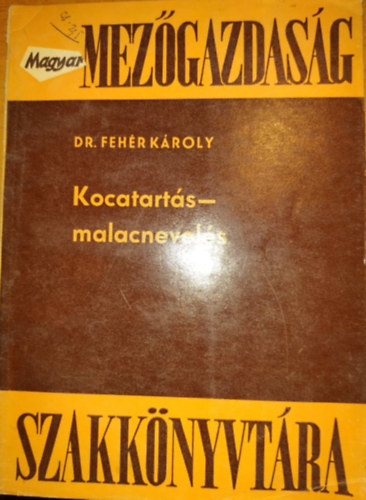 Magyar
MEZŐGAZDASÁG
DR. FEHÉR KÁROLY
Kocatartás—
malacnevelés
SZAKKÖNYVTÁRA